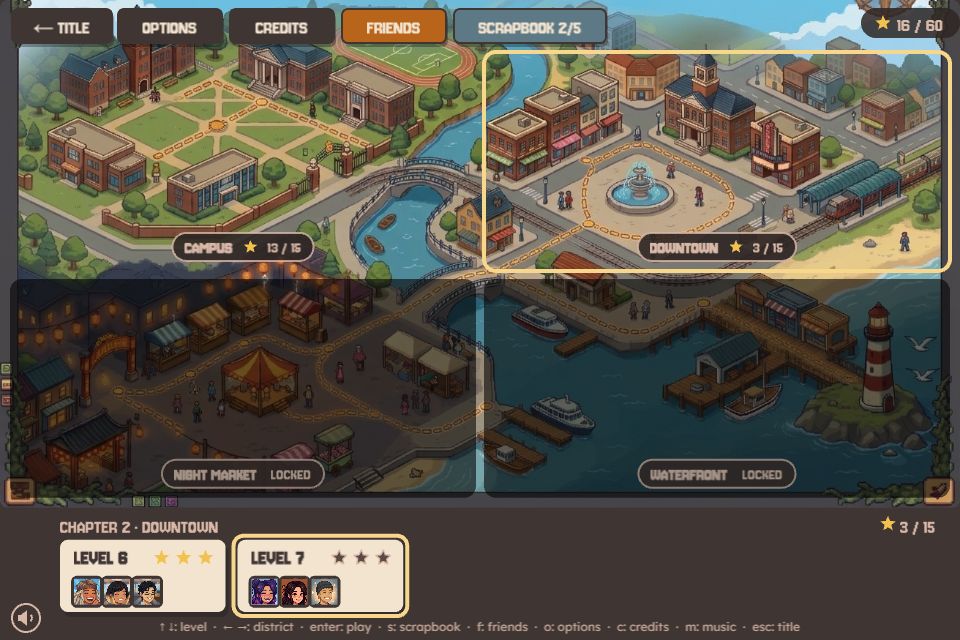 ← TITLE
OPTIONS
CREDITS
FRIENDS
SCRAPBOOK 2/5
16 / 60
CAMPUS 13 / 15
DOWNTOWN 3 / 15
NIGHT MARKET LOCKED
WATERFRONT LOCKED
CHAPTER 2 · DOWNTOWN
3 / 15
LEVEL 6
LEVEL 7
↑ ↓: level · ← →: district · enter: play · s: scrapbook · f: friends · o: options · c: credits · m: music · esc: title